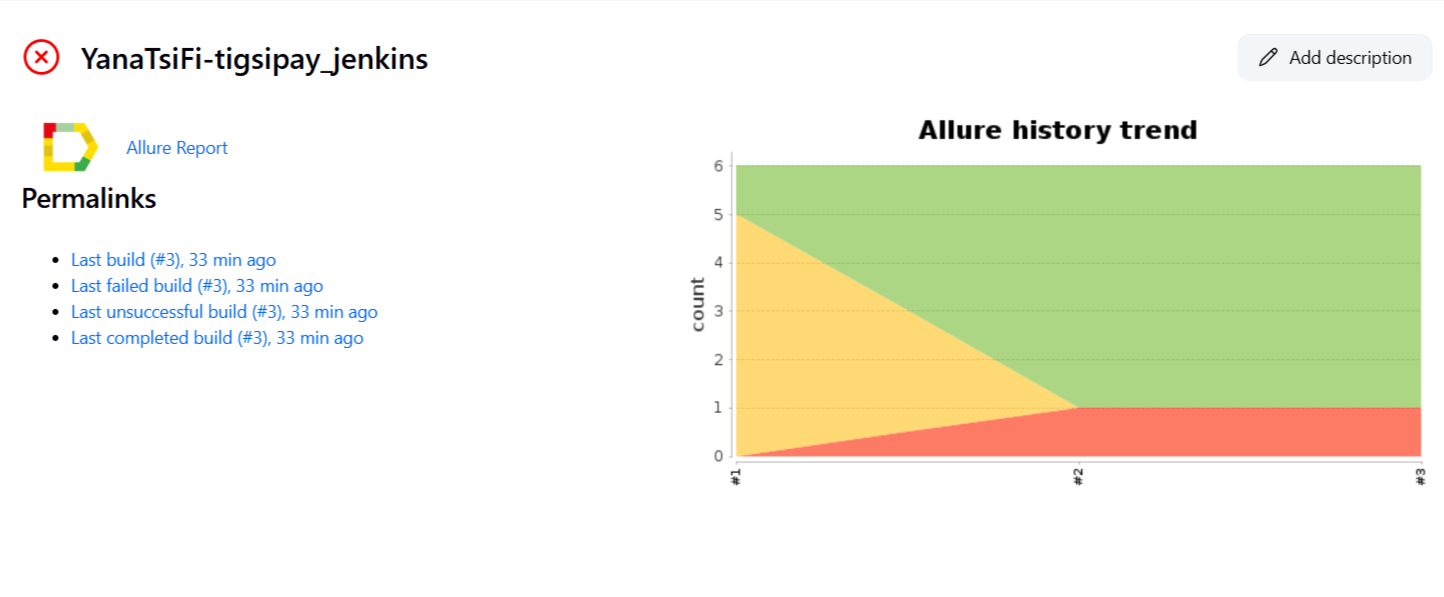 YanaTsiFi-tigsipay_jenkins
Add description
Allure Report
Permalinks
Last build (#3), 33 min ago
Last failed build (#3), 33 min ago
Last unsuccessful build (#3), 33 min ago
Last completed build (#3), 33 min ago
Allure history trend
count
6
5
4
3
2
1
0
#1
#2
#3